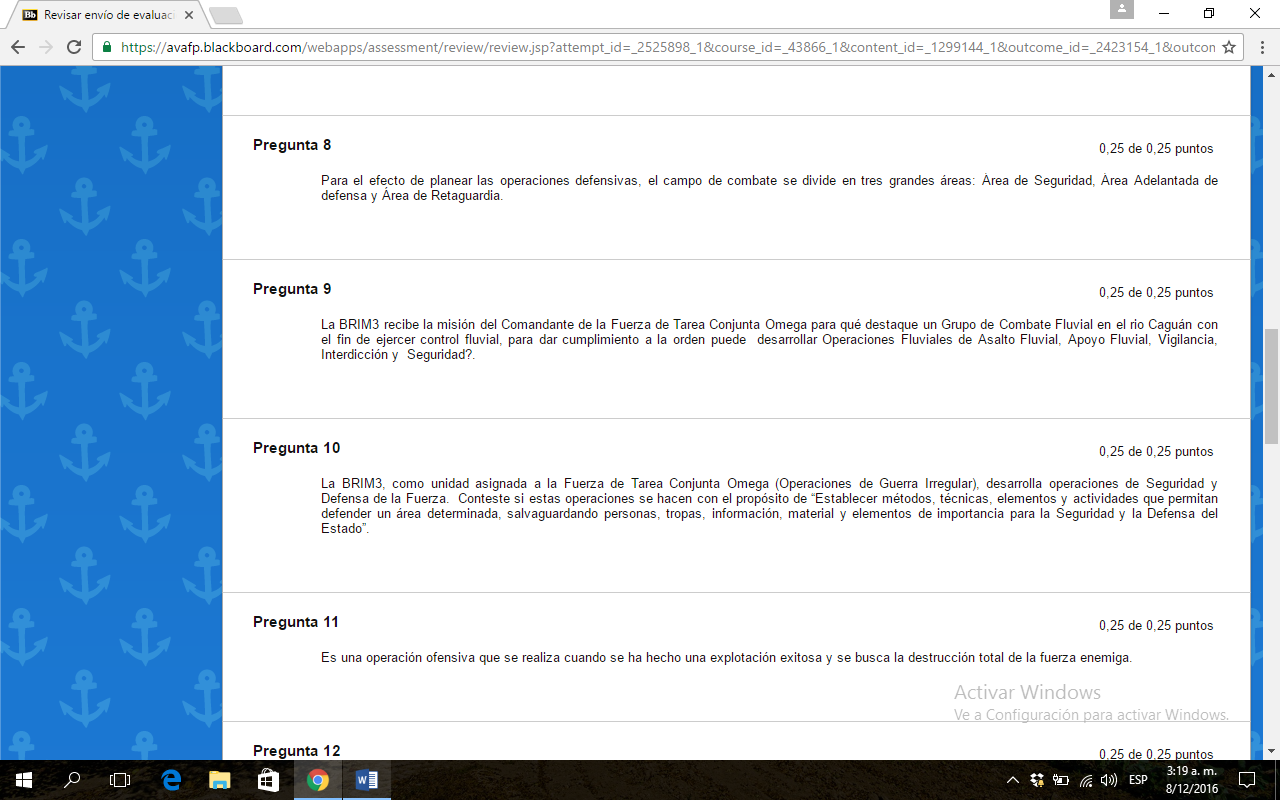 Revisar envío de evaluac
https://avafp.blackboard.com/webapps/assessment/review/review.jsp?attempt_id=_2525898_1&course_id=_43866_1&content_id=_1299144_1&outcome_id=_2423154_1&outcon
Pregunta 8
0,25 de 0,25 puntos
Para el efecto de planear las operaciones defensivas, el campo de combate se divide en tres grandes áreas: Área de Seguridad, Área Adelantada de
defensa y Área de Retaguardia.
Pregunta 9
0,25 de 0,25 puntos
La BRIM3 recibe la misión del Comandante de la Fuerza de Tarea Conjunta Omega para qué destaque un Grupo de Combate Fluvial en el rio Caguán con
el fin de ejercer control fluvial, para dar cumplimiento a la orden puede desarrollar Operaciones Fluviales de Asalto Fluvial, Apoyo Fluvial, Vigilancia,
Interdicción y Seguridad?.
Pregunta 10
0,25 de 0,25 puntos
La BRIM3, como unidad asignada a la Fuerza de Tarea Conjunta Omega (Operaciones de Guerra Irregular), desarrolla operaciones de Seguridad y
Defensa de la Fuerza. Conteste si estas operaciones se hacen con el propósito de “Establecer métodos, técnicas, elementos y actividades que permitan
defender un área determinada, salvaguardando personas, tropas, información, material y elementos de importancia para la Seguridad y la Defensa del
Estado”.
Pregunta 11
0,25 de 0,25 puntos
Es una operación ofensiva que se realiza cuando se ha hecho una explotación exitosa y se busca la destrucción total de la fuerza enemiga.
Activar Windows
Ve a Configuración para activar Windows.
Pregunta 12
0,25 de 0,25 puntos
ESP
3:19 a. m.
8/12/2016